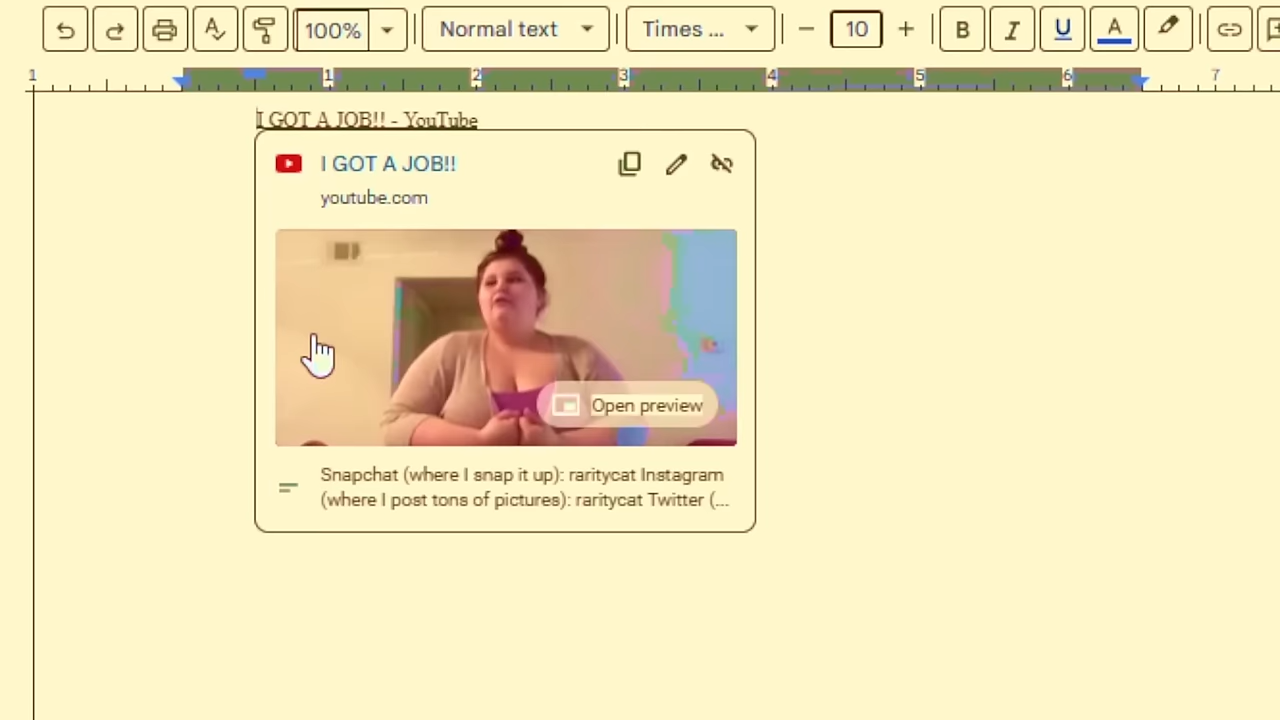 100% Normal text Times ... 10 B I U A
1 1 2 3 4 5 6 7
I GOT A JOB!! - YouTube
I GOT A JOB!!
youtube.com
Open preview
Snapchat (where I snap it up): raritycat Instagram
(where I post tons of pictures): raritycat Twitter (...